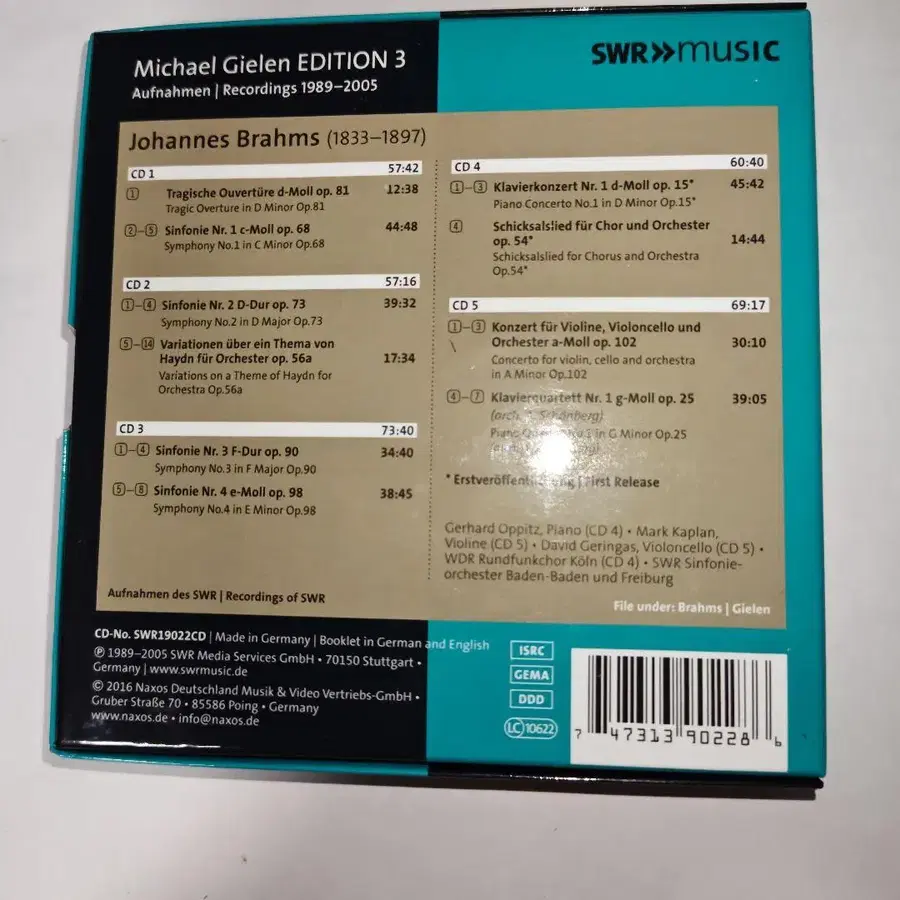 Michael Gielen EDITION 3
Aufnahmen | Recordings 1989–2005
SWR»music
Johannes Brahms (1833–1897)
CD 1 57:42
1 Tragische Ouvertüre d-Moll op. 81 12:38
Tragic Overture in D Minor Op.81
2–5 Sinfonie Nr. 1 c-Moll op. 68 44:48
Symphony No.1 in C Minor Op.68
CD 2 57:16
1–4 Sinfonie Nr. 2 D-Dur op. 73 39:32
Symphony No.2 in D Major Op.73
5–14 Variationen über ein Thema von
Haydn für Orchester op. 56a 17:34
Variations on a Theme of Haydn for
Orchestra Op.56a
CD 3 73:40
1–4 Sinfonie Nr. 3 F-Dur op. 90 34:40
Symphony No.3 in F Major Op.90
5–8 Sinfonie Nr. 4 e-Moll op. 98 38:45
Symphony No.4 in E Minor Op.98
Aufnahmen des SWR | Recordings of SWR
CD 4 60:40
1–3 Klavierkonzert Nr. 1 d-Moll op. 15* 45:42
Piano Concerto No.1 in D Minor Op.15*
4 Schicksalslied für Chor und Orchester
op. 54* 14:44
Schicksalslied for Chorus and Orchestra
Op.54*
CD 5 69:17
1–3 Konzert für Violine, Violoncello und
Orchester a-Moll op. 102 30:10
Concerto for violin, cello and orchestra
in A Minor Op.102
4–7 Klavierquartett Nr. 1 g-Moll op. 25 39:05
(orch. Schönberg)
Piano No.1 in G Minor Op.25
* Erstveröffentlichung | First Release
Gerhard Oppitz, Piano (CD 4) • Mark Kaplan,
Violine (CD 5) • David Geringas, Violoncello (CD 5) •
WDR Rundfunkchor Köln (CD 4) • SWR Sinfonie-
orchester Baden-Baden und Freiburg
File under: Brahms | Gielen
CD-No. SWR19022CD | Made in Germany | Booklet in German and English
℗ 1989–2005 SWR Media Services GmbH • 70150 Stuttgart •
Germany | www.swrmusic.de
© 2016 Naxos Deutschland Musik & Video Vertriebs-GmbH •
Gruber Straße 70 • 85586 Poing • Germany
www.naxos.de • info@naxos.de
ISRC
GEMA
DDD
LC 10622
7 47313 90228 6